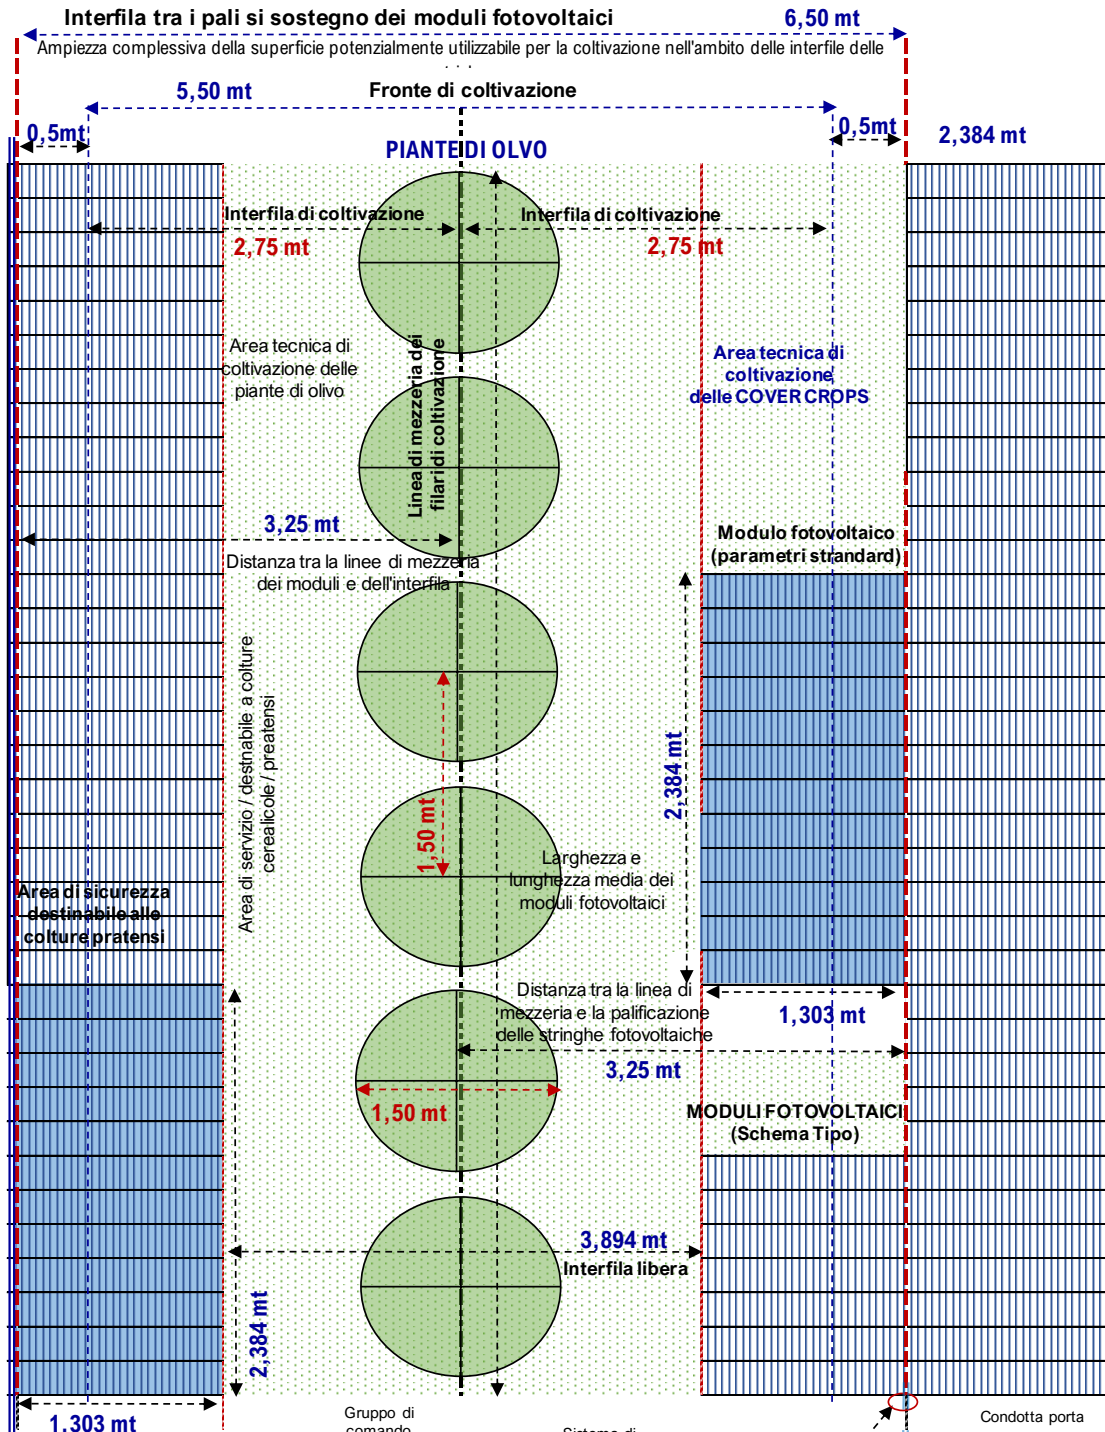 Interfila tra i pali si sostegno dei moduli fotovoltaici
6,50 mt
Ampiezza complessiva della superficie potenzialmente utilizzabile per la coltivazione nell'ambito delle interfile delle
5,50 mt
Fronte di coltivazione
0,5mt
0,5mt
2,384 mt
PIANTE DI OLVO
Interfila di coltivazione
Interfila di coltivazione
2,75 mt
2,75 mt
Area tecnica di
coltivazione delle
piante di olivo
Linea di mezzeria dei
filari di coltivazione
Area tecnica di
coltivazione
delle COVER CROPS
3,25 mt
Distanza tra la linee di mezzeria
dei moduli e dell'interfila
Modulo fotovoltaico
(parametri strandard)
Area di servizio / destnabile a colture
cerealicole / preatensi
2,384 mt
1,50 mt
Larghezza e
lunghezza media dei
moduli fotovoltaici
Area di sicurezza
destinabile alle
colture pratensi
Distanza tra la linea di
mezzeria e la palificazione
delle stringhe fotovoltaiche
1,303 mt
3,25 mt
1,50 mt
MODULI FOTOVOLTAICI
(Schema Tipo)
3,894 mt
Interfila libera
2,384 mt
1,303 mt
Gruppo di
comando
Sistema di
Condotta porta